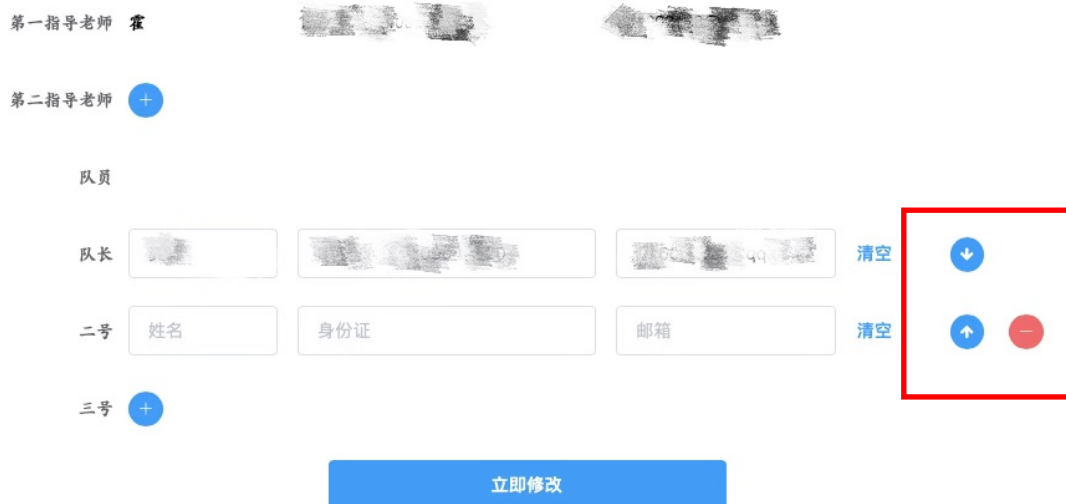 第一指导老师 霍
第二指导老师
队员
队长 清空
二号 姓名 身份证 邮箱 清空
三号
立即修改